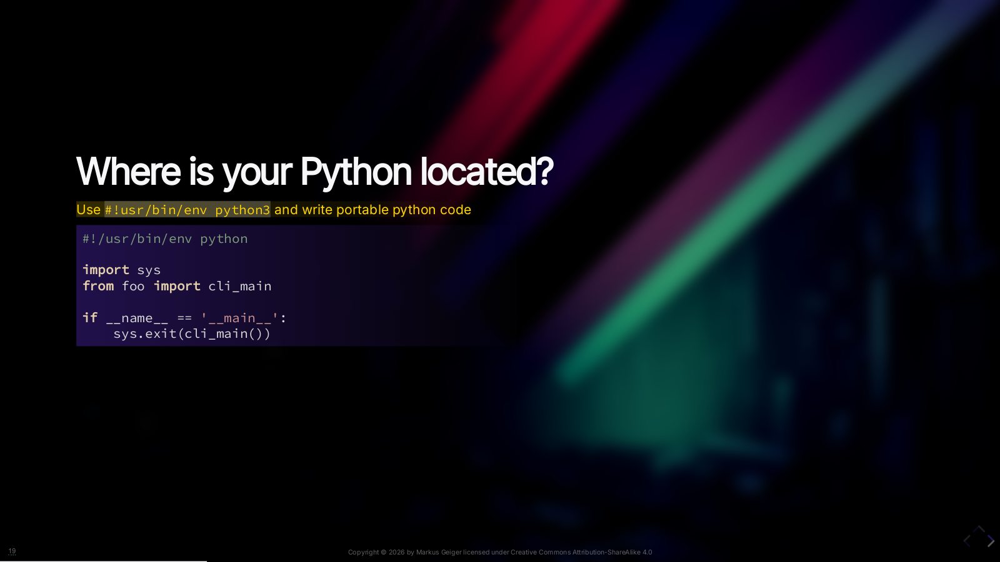 Where is your Python located?
Use #!usr/bin/env python3 and write portable python code
#!/usr/bin/env python
import sys
from foo import cli_main
if __name__ == '__main__':
    sys.exit(cli_main())
19
Copyright © 2026 by Markus Geiger licensed under Creative Commons Attribution-ShareAlike 4.0